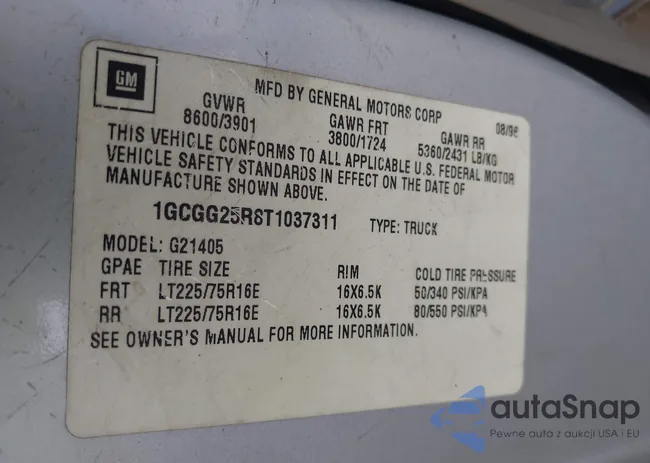 GM
MFD BY GENERAL MOTORS CORP 08/96
GVWR GAWR FRT GAWR RR
8600/3901 3800/1724 5360/2431 LB/KG
THIS VEHICLE CONFORMS TO ALL APPLICABLE U.S. FEDERAL MOTOR
VEHICLE SAFETY STANDARDS IN EFFECT ON THE DATE OF
MANUFACTURE SHOWN ABOVE.
1GCGG25R8T1037311 TYPE: TRUCK
MODEL: G21405
GPAE TIRE SIZE RIM COLD TIRE PRESSURE
FRT LT225/75R16E 16X6.5K 50/340 PSI/KPA
RR LT225/75R16E 16X6.5K 80/550 PSI/KPA
SEE OWNER'S MANUAL FOR MORE INFORMATION.
autaSnap
Pewne auta z aukcji USA i EU